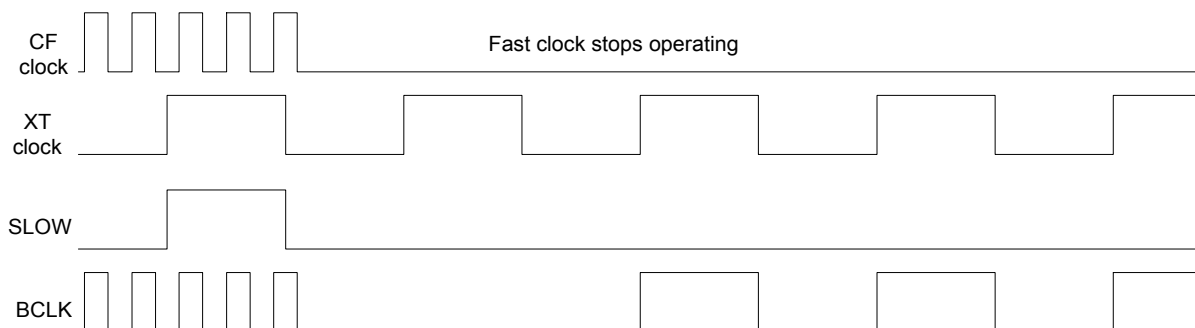 CF
clock
Fast clock stops operating
XT
clock
SLOW
BCLK